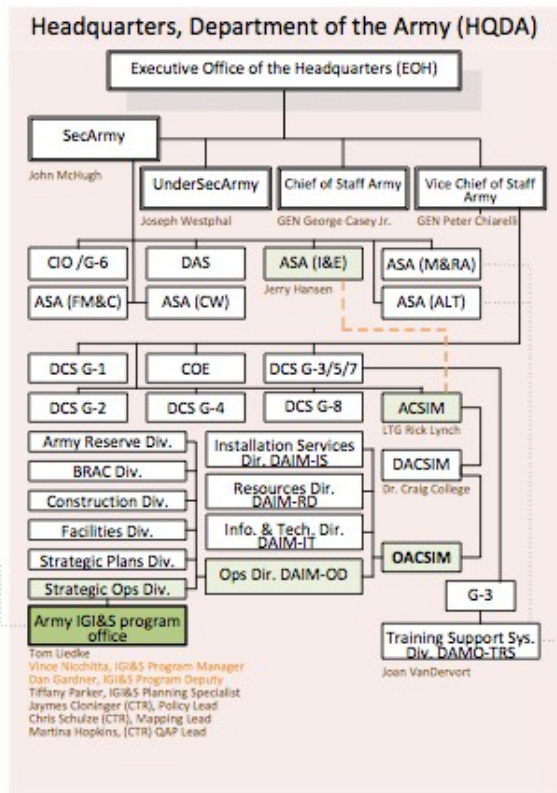 Headquarters, Department of the Army (HQDA)
Executive Office of the Headquarters (EOH)
SecArmy
John McHugh
UnderSecArmy
Joseph Westphal
Chief of Staff Army
GEN George Casey Jr.
Vice Chief of Staff
Army
GEN Peter Chiarelli
CIO /G-6
DAS
ASA (I&E)
Jerry Hansen
ASA (M&RA)
ASA (FM&C)
ASA (CW)
ASA (ALT)
DCS G-1
COE
DCS G-3/5/7
DCS G-2
DCS G-4
DCS G-8
ACSIM
LTG Rick Lynch
Army Reserve Div.
BRAC Div.
Construction Div.
Facilities Div.
Strategic Plans Div.
Strategic Ops Div.
Installation Services
Dir. DAIM-IS
Resources Dir.
DAIM-RD
Info. & Tech. Dir.
DAIM-IT
Ops Dir. DAIM-OD
DACSIM
Dr. Craig College
OACSIM
G-3
Training Support Sys.
Div. DAMO-TRS
Joan VanDervort
Army IGI&S program
office
Tom Liedke
Vince Nicchitta, IGI&S Program Manager
Dan Gardner, IGI&S Program Deputy
Tiffany Parker, IGI&S Planning Specialist
Jaymes Cloninger (CTR), Policy Lead
Chris Schulze (CTR), Mapping Lead
Martina Hopkins, (CTR) QAP Lead